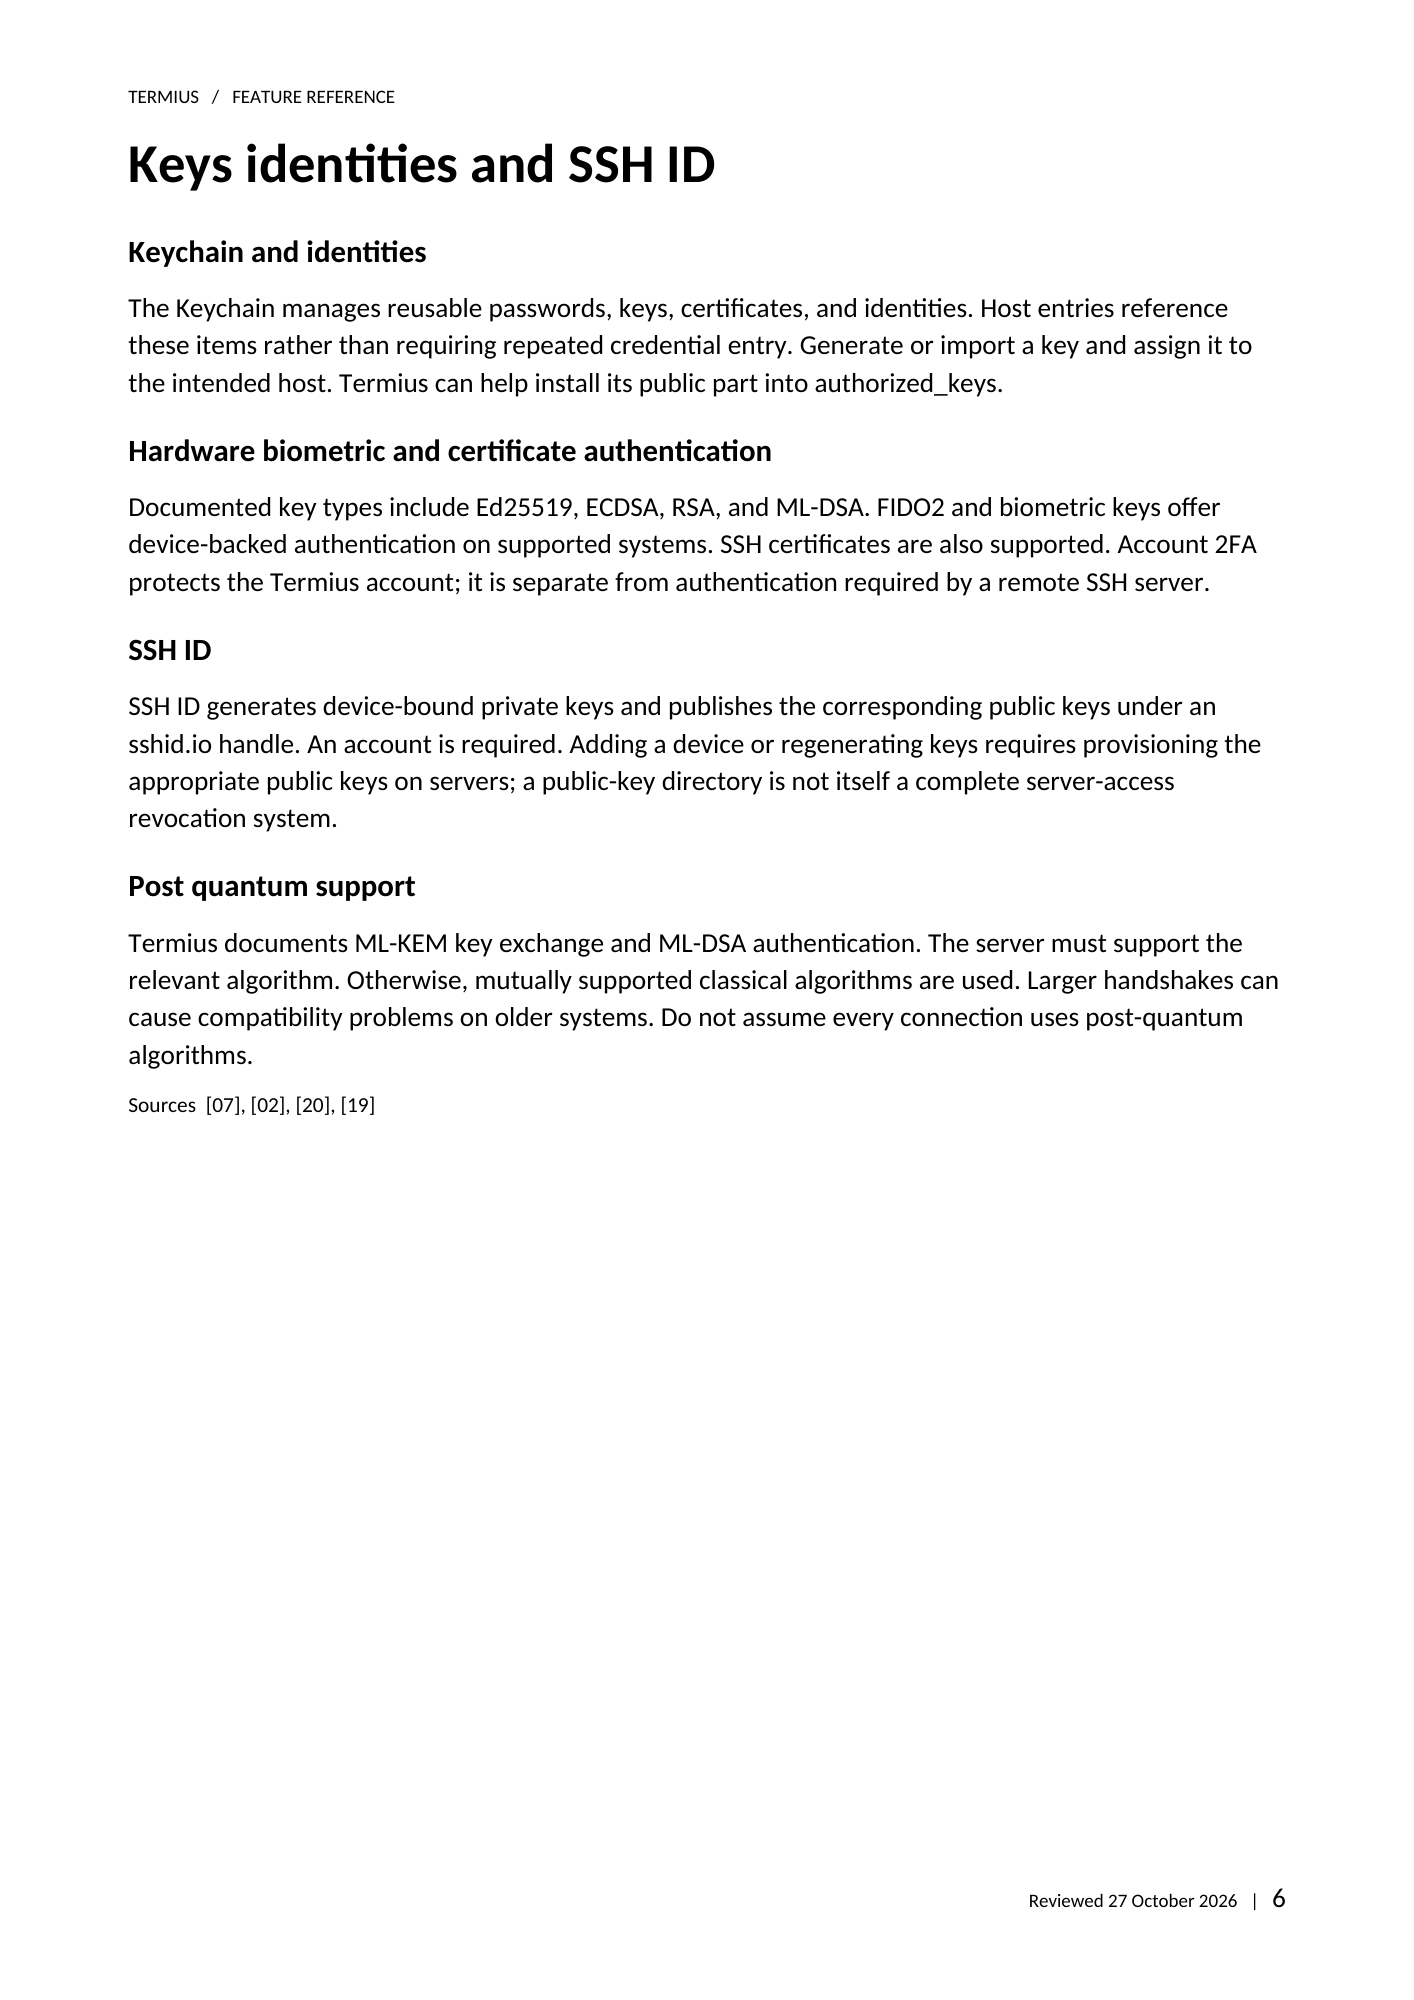 TERMIUS / FEATURE REFERENCE
Keys identities and SSH ID
Keychain and identities
The Keychain manages reusable passwords, keys, certificates, and identities. Host entries reference
these items rather than requiring repeated credential entry. Generate or import a key and assign it to
the intended host. Termius can help install its public part into authorized_keys.
Hardware biometric and certificate authentication
Documented key types include Ed25519, ECDSA, RSA, and ML-DSA. FIDO2 and biometric keys offer
device-backed authentication on supported systems. SSH certificates are also supported. Account 2FA
protects the Termius account; it is separate from authentication required by a remote SSH server.
SSH ID
SSH ID generates device-bound private keys and publishes the corresponding public keys under an
sshid.io handle. An account is required. Adding a device or regenerating keys requires provisioning the
appropriate public keys on servers; a public-key directory is not itself a complete server-access
revocation system.
Post quantum support
Termius documents ML-KEM key exchange and ML-DSA authentication. The server must support the
relevant algorithm. Otherwise, mutually supported classical algorithms are used. Larger handshakes can
cause compatibility problems on older systems. Do not assume every connection uses post-quantum
algorithms.
Sources [07], [02], [20], [19]
Reviewed 27 October 2026 | 6